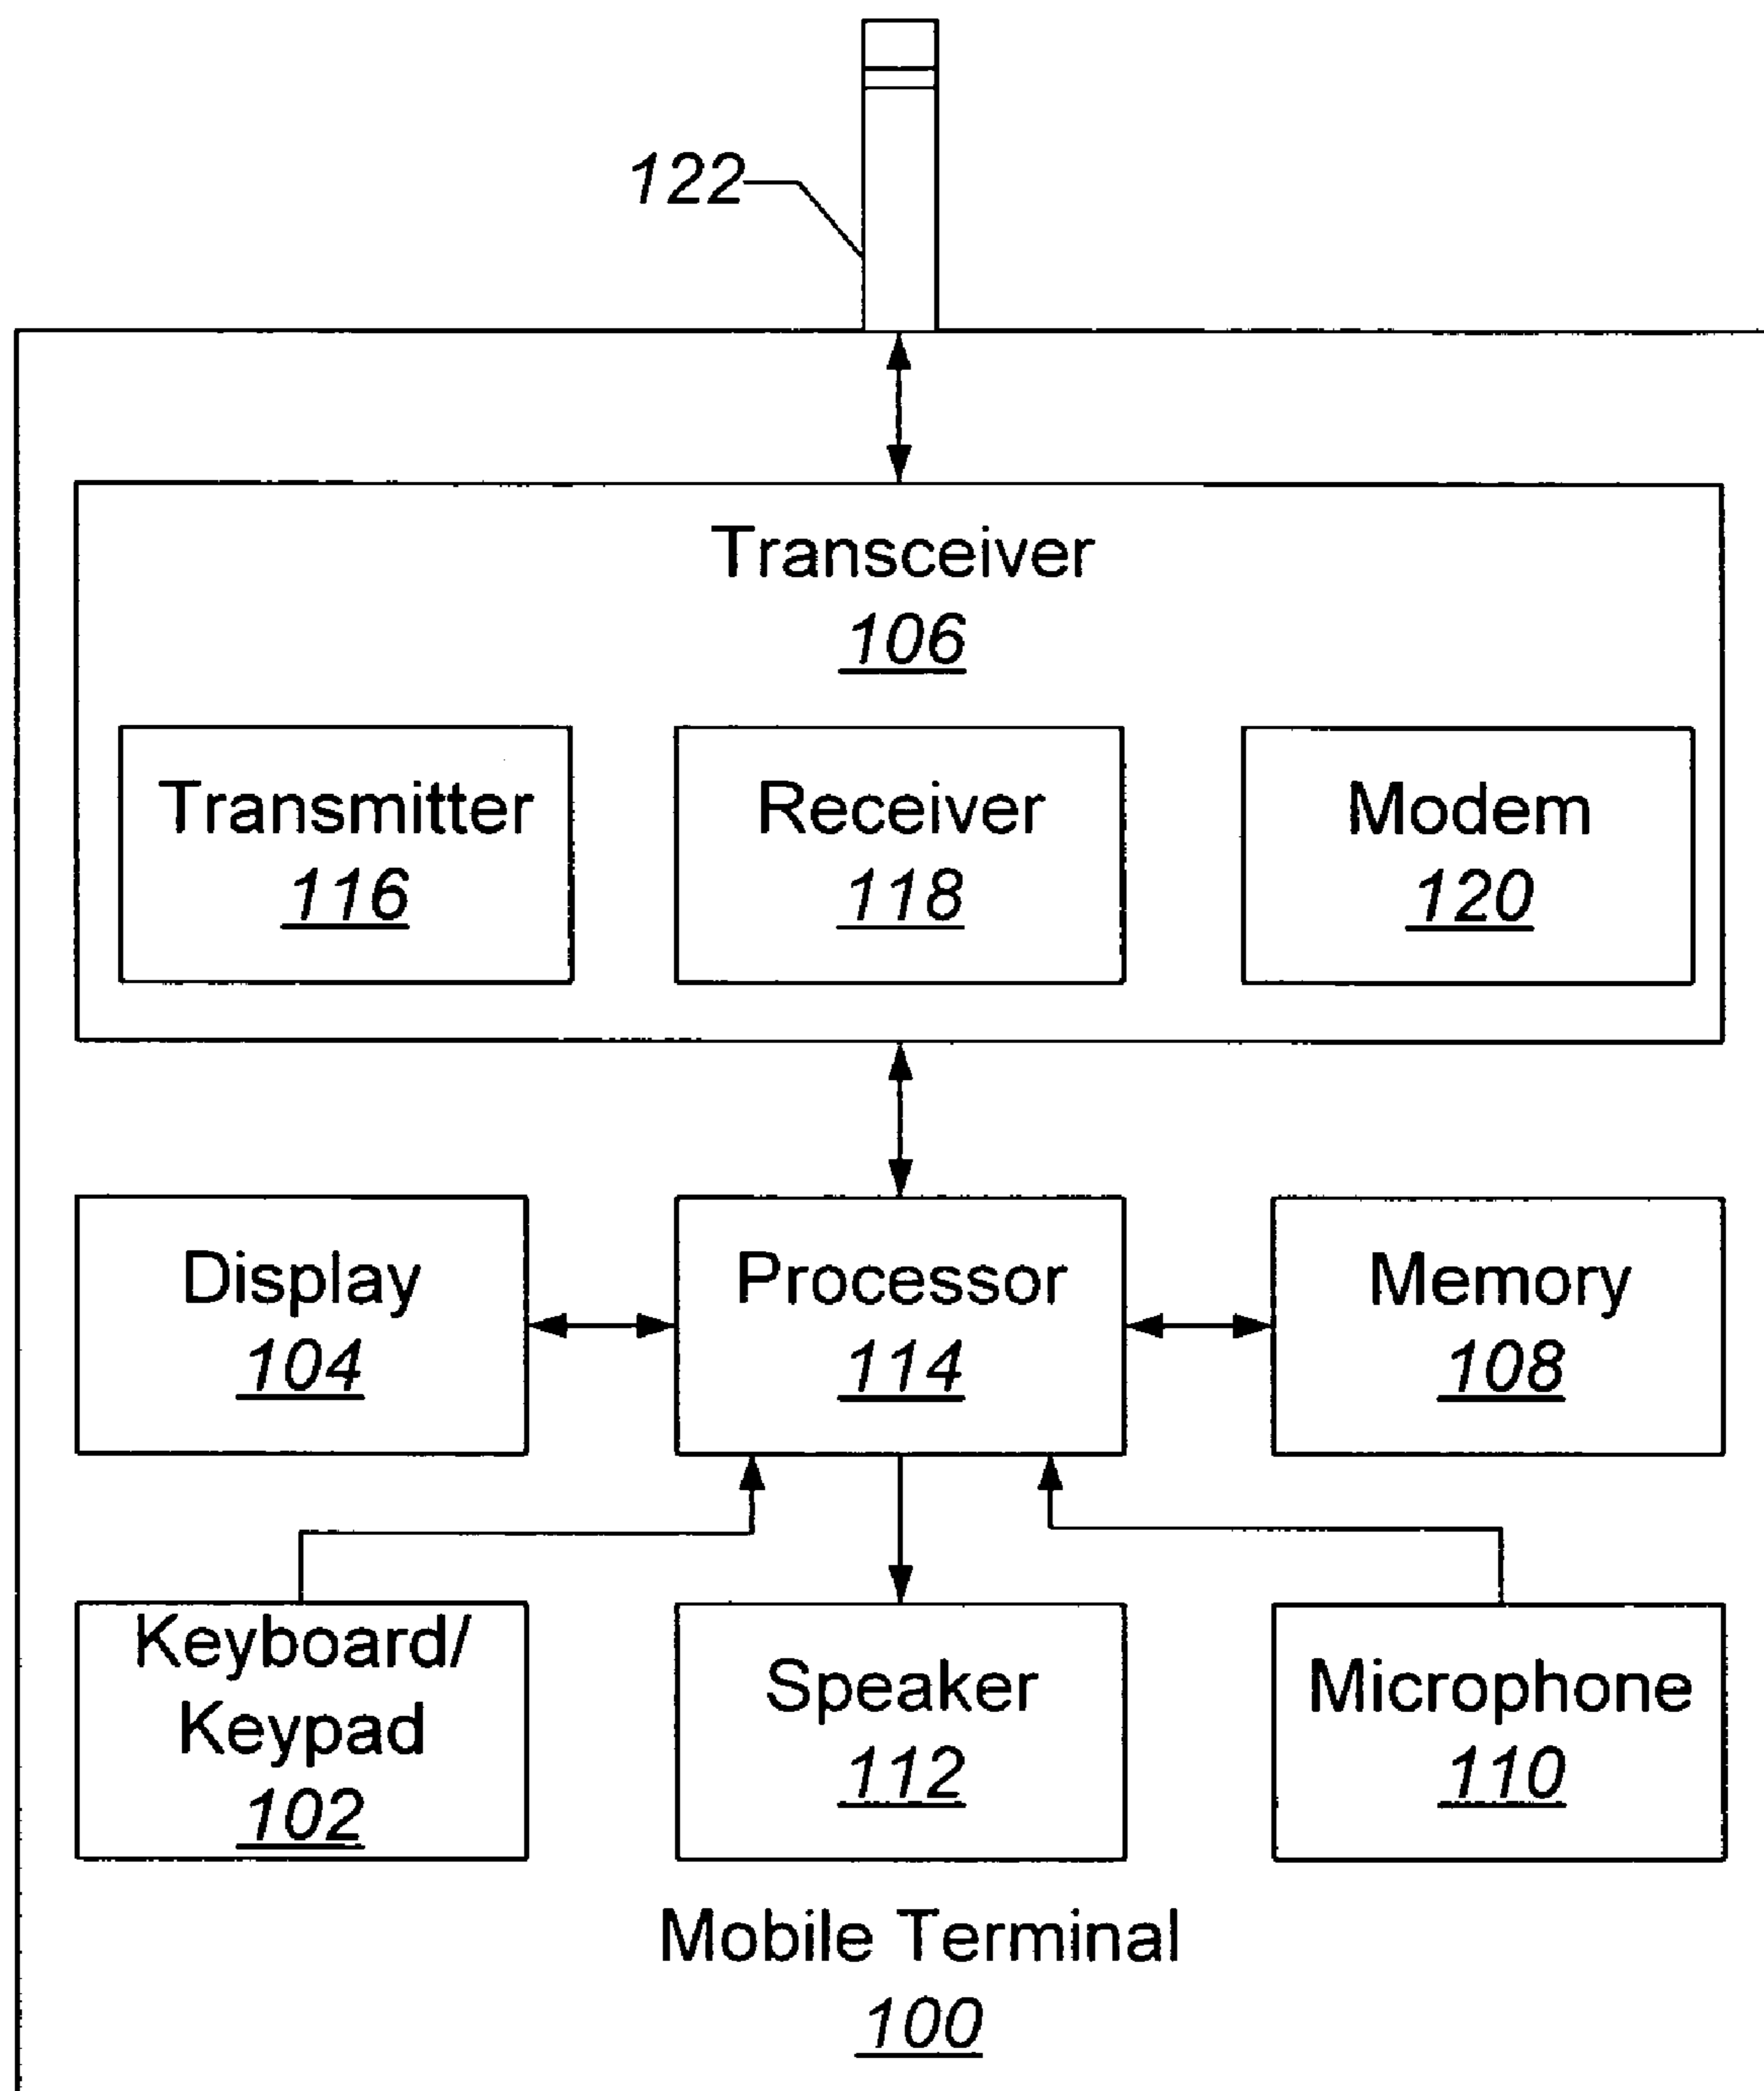 122
Transceiver
106
Transmitter
116
Receiver
118
Modem
120
Display
104
Processor
114
Memory
108
Keyboard/
Keypad
102
Speaker
112
Microphone
110
Mobile Terminal
100